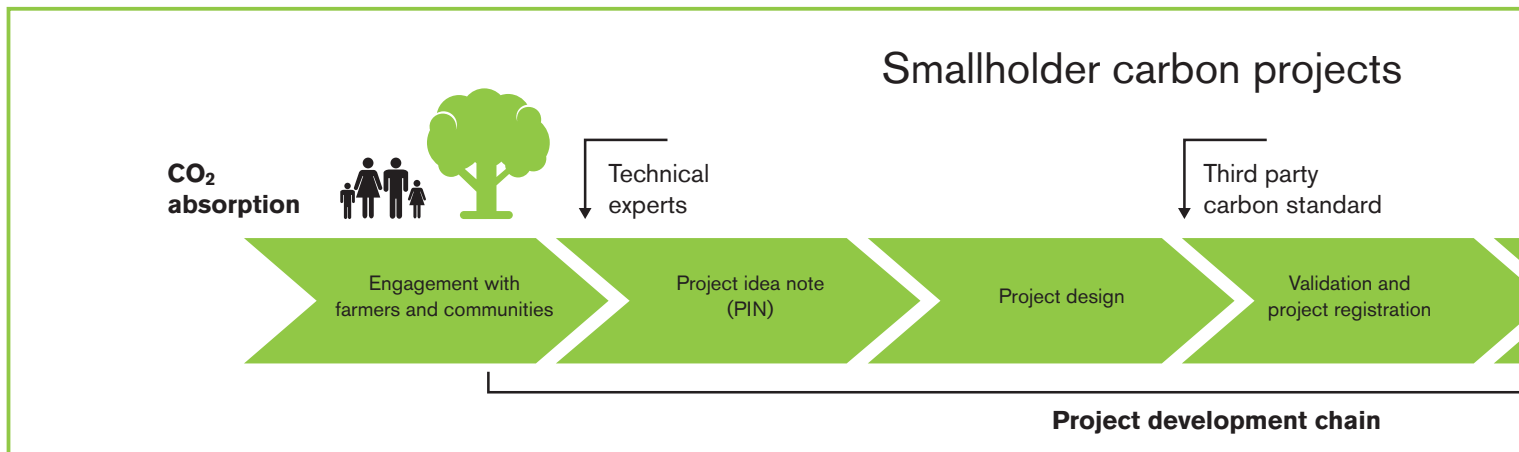 Smallholder carbon projects
CO₂
absorption
Technical
experts
Third party
carbon standard
Engagement with
farmers and communities
Project idea note
(PIN)
Project design
Validation and
project registration
Project development chain